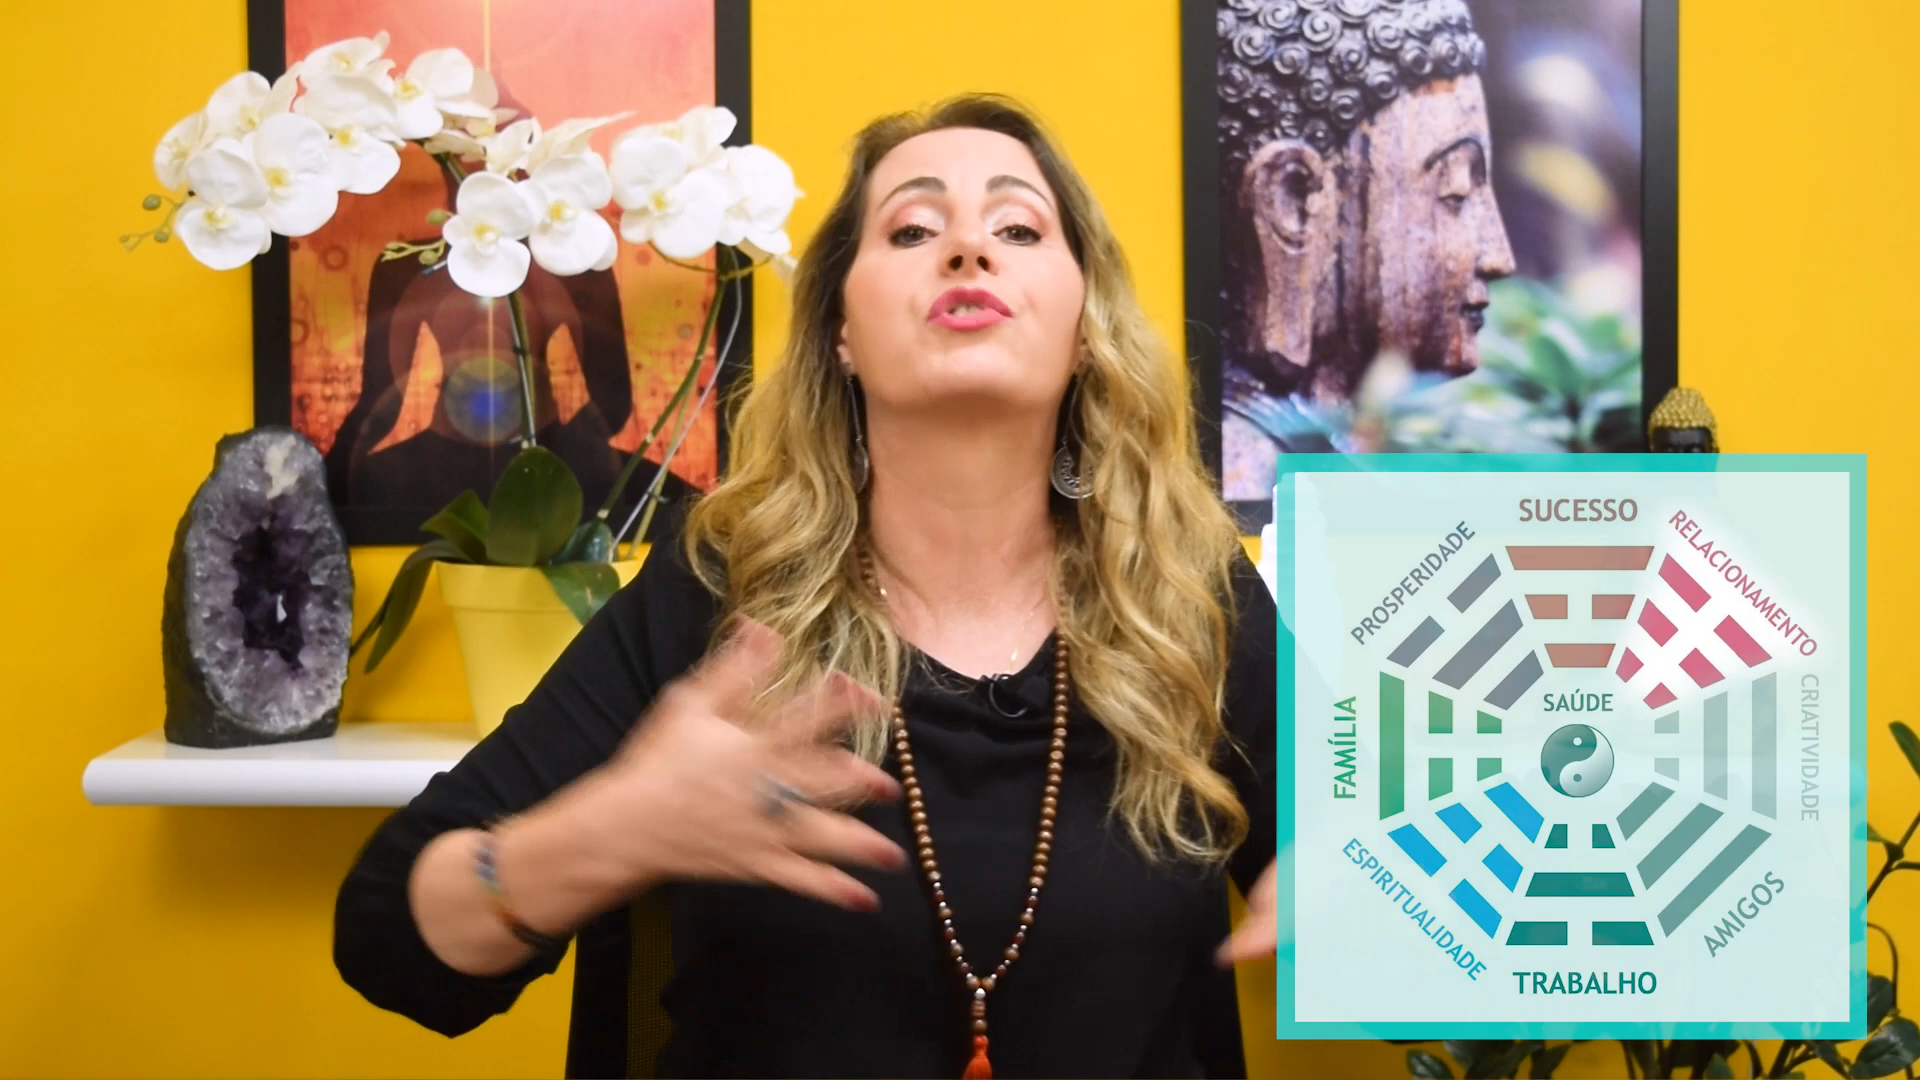 SUCESSO
PROSPERIDADE
RELACIONAMENTO
SAÚDE
FAMÍLIA
CRIATIVIDADE
ESPIRITUALIDADE
AMIGOS
TRABALHO